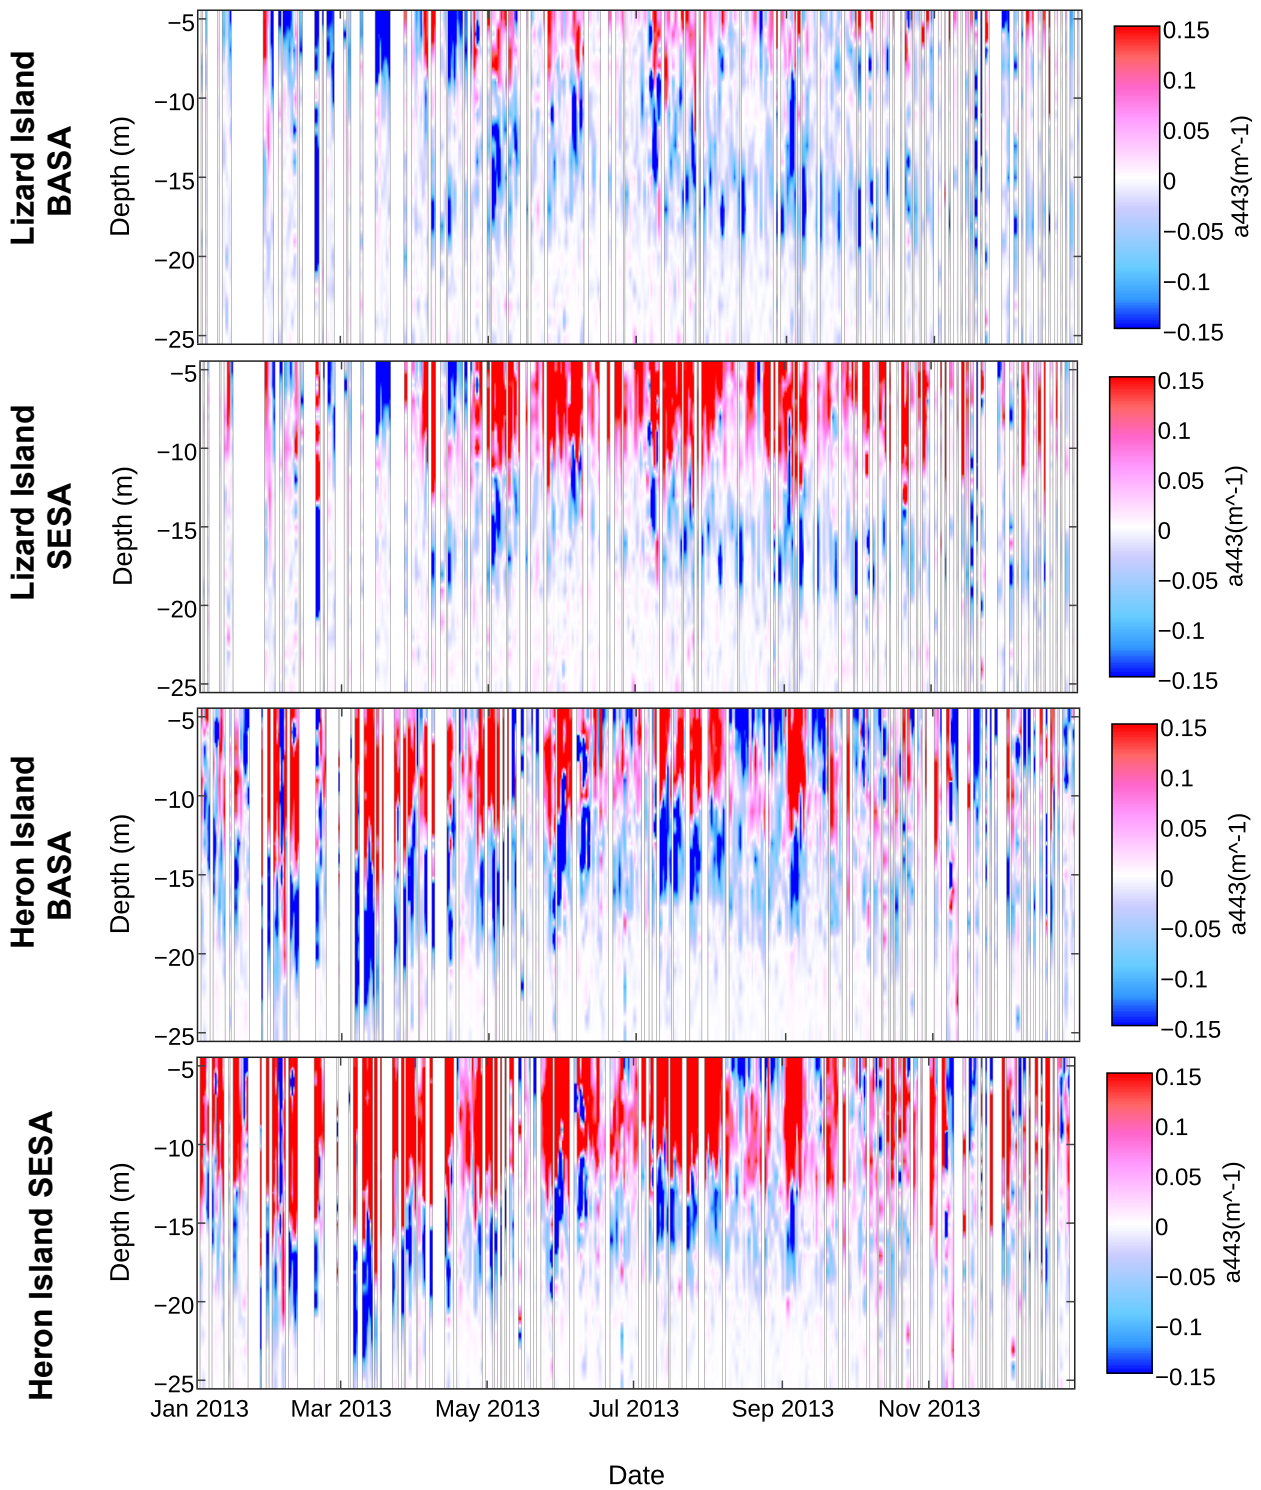 Lizard Island
BASA
Depth (m)
−5
−10
−15
−20
−25
0.15
0.1
0.05
0
−0.05
−0.1
−0.15
a443(m^-1)
Lizard Island
SESA
Depth (m)
−5
−10
−15
−20
−25
0.15
0.1
0.05
0
−0.05
−0.1
−0.15
a443(m^-1)
Heron Island
BASA
Depth (m)
−5
−10
−15
−20
−25
0.15
0.1
0.05
0
−0.05
−0.1
−0.15
a443(m^-1)
Heron Island SESA
Depth (m)
−5
−10
−15
−20
−25
0.15
0.1
0.05
0
−0.05
−0.1
−0.15
a443(m^-1)
Jan 2013 Mar 2013 May 2013 Jul 2013 Sep 2013 Nov 2013
Date